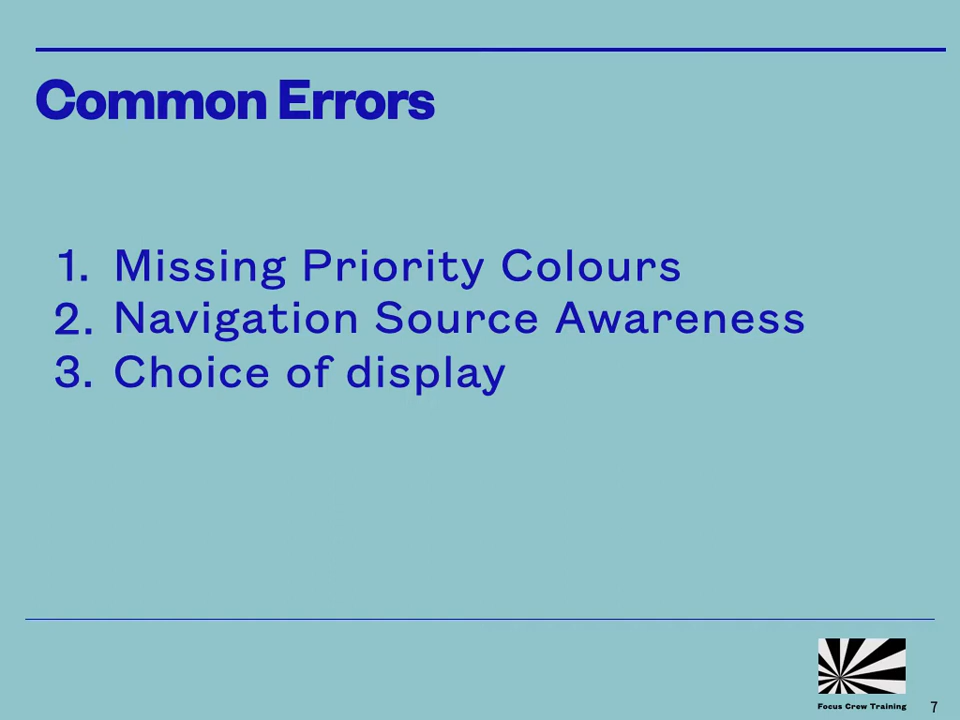 Common Errors
1. Missing Priority Colours
2. Navigation Source Awareness
3. Choice of display
Focus Crew Training
7